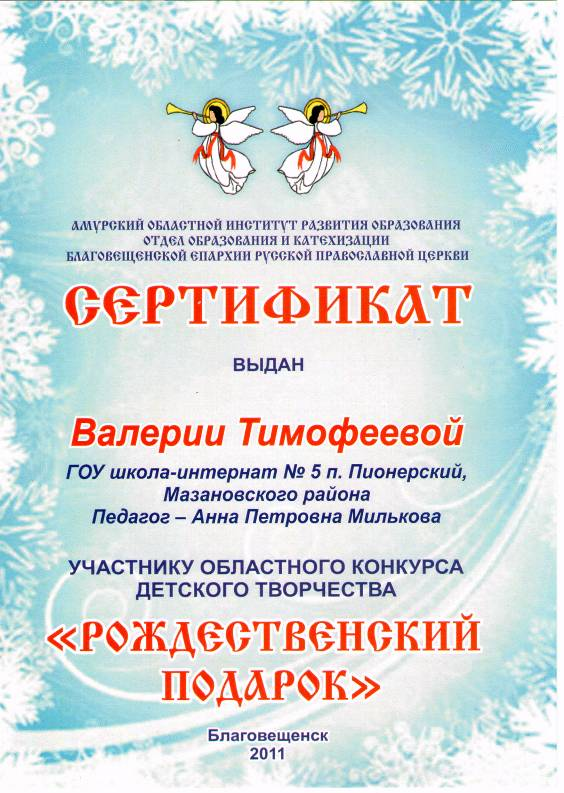 АМУРСКИЙ ОБЛАСТНОЙ ИНСТИТУТ РАЗВИТИЯ ОБРАЗОВАНИЯ
ОТДЕЛ ОБРАЗОВАНИЯ И КАТЕХИЗАЦИИ
БЛАГОВЕЩЕНСКОЙ ЕПАРХИИ РУССКОЙ ПРАВОСЛАВНОЙ ЦЕРКВИ
СЕРТИФИКАТ
ВЫДАН
Валерии Тимофеевой
ГОУ школа-интернат № 5 п. Пионерский,
Мазановского района
Педагог – Анна Петровна Милькова
УЧАСТНИКУ ОБЛАСТНОГО КОНКУРСА
ДЕТСКОГО ТВОРЧЕСТВА
«РОЖДЕСТВЕНСКИЙ
ПОДАРОК»
Благовещенск
2011